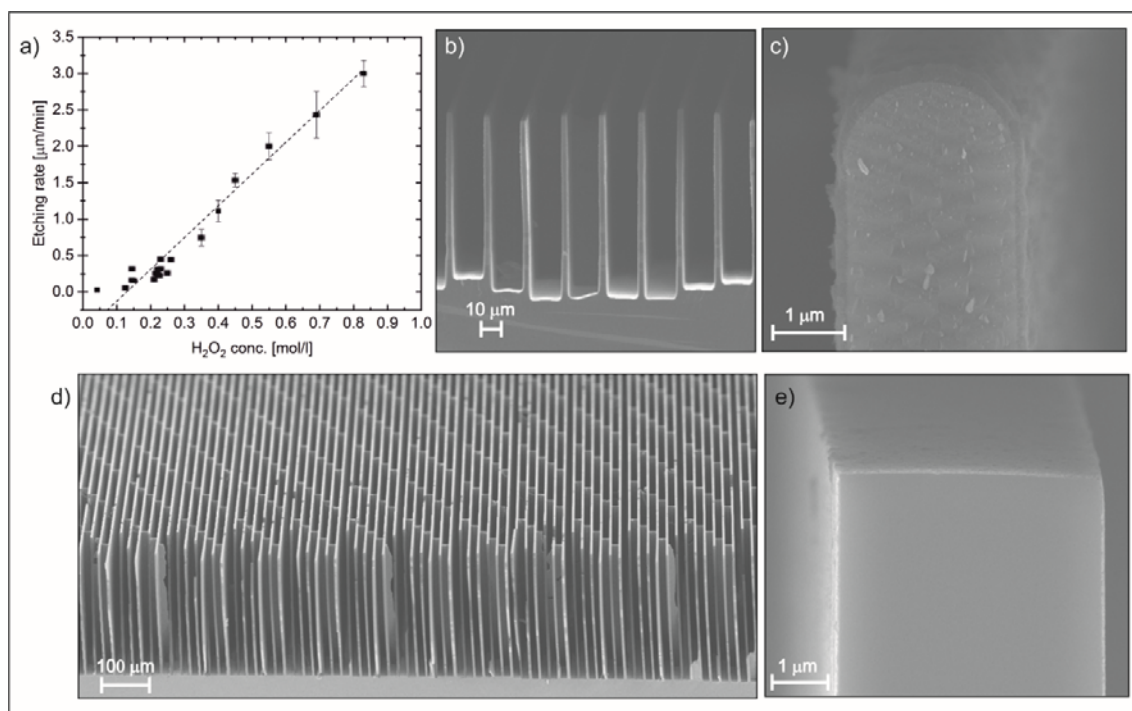 a)
3.5
3.0
2.5
2.0
1.5
1.0
0.5
0.0
Etching rate [μm/min]
0.0 0.1 0.2 0.3 0.4 0.5 0.6 0.7 0.8 0.9 1.0
H₂O₂ conc. [mol/l]
b)
10 μm
c)
1 μm
d)
100 μm
e)
1 μm